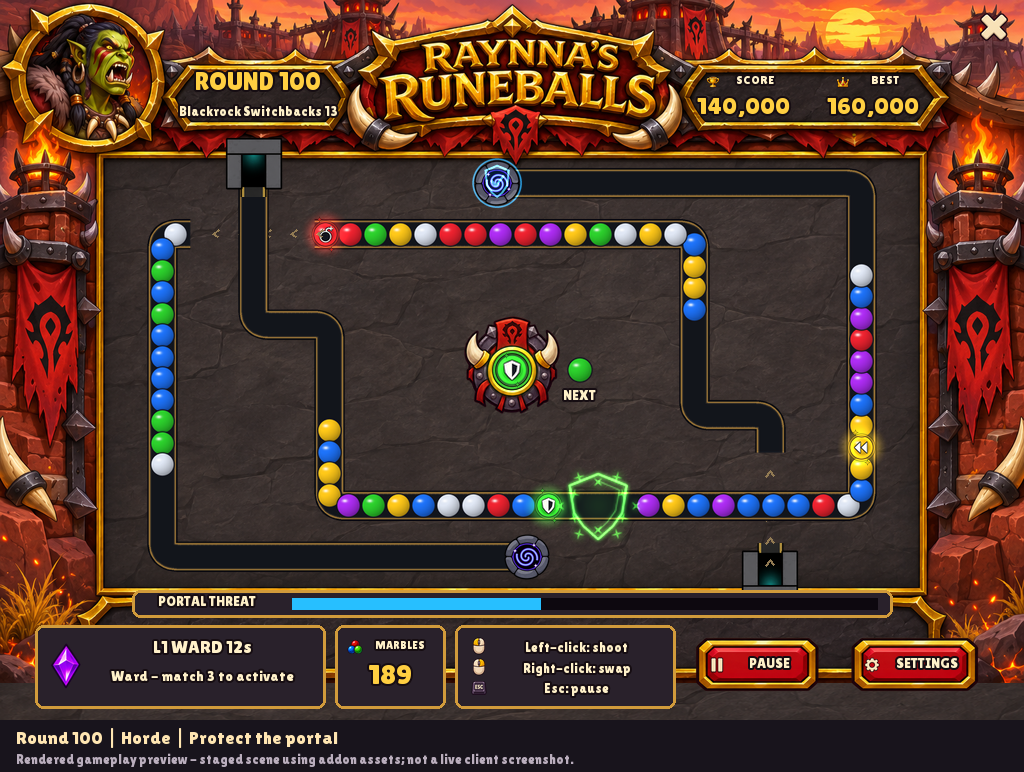 RAYNNA'S
RUNEBALLS
ROUND 100
Blackrock Switchbacks 13
SCORE
140,000
BEST
160,000
NEXT
PORTAL THREAT
L1 WARD 12s
Ward – match 3 to activate
MARBLES
189
Left-click: shoot
Right-click: swap
ESC
Esc: pause
PAUSE
SETTINGS
Round 100 | Horde | Protect the portal
Rendered gameplay preview – staged scene using addon assets; not a live client screenshot.